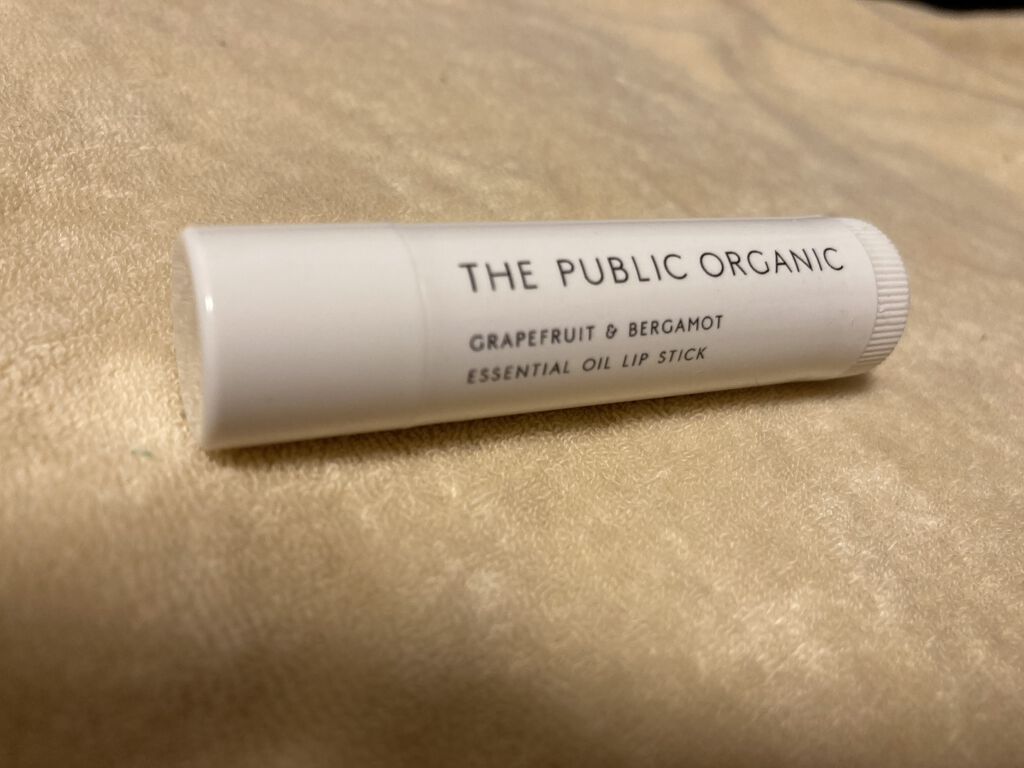 THE PUBLIC ORGANIC
GRAPEFRUIT & BERGAMOT
ESSENTIAL OIL LIP STICK